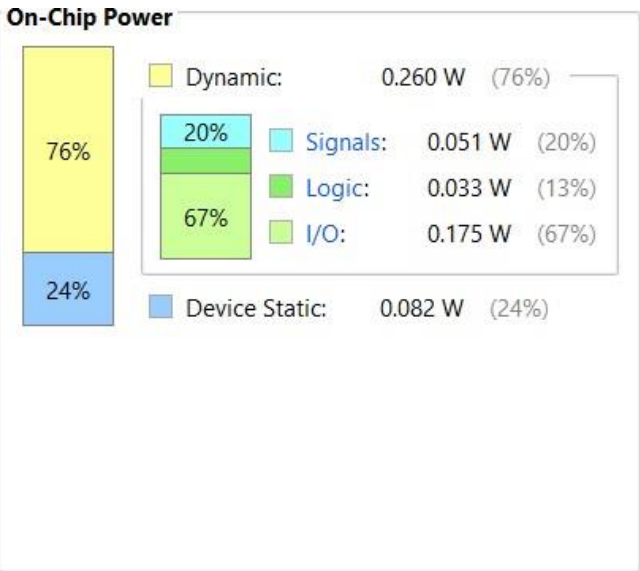 On-Chip Power
Dynamic: 0.260 W (76%)
76%
20% Signals: 0.051 W (20%)
Logic: 0.033 W (13%)
67% I/O: 0.175 W (67%)
24%
Device Static: 0.082 W (24%)